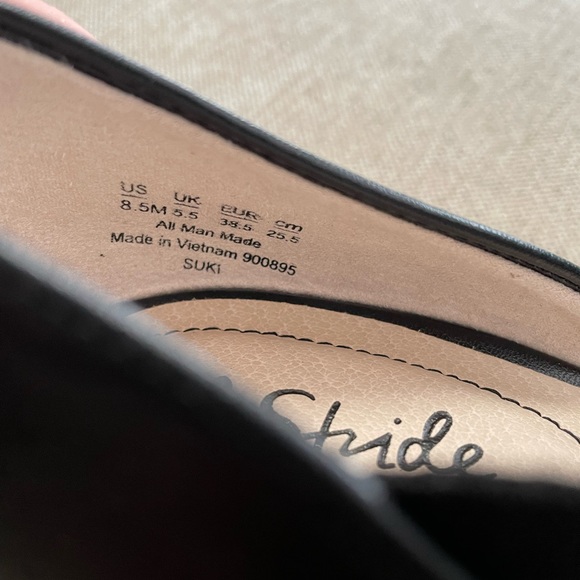 US UK EUR cm
8.5M 5.5 38.5 25.5
All Man Made
Made in Vietnam 900895
SUKI
Stride